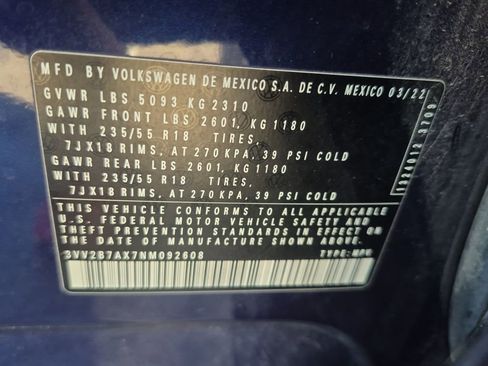 MFD BY VOLKSWAGEN DE MEXICO S.A. DE C.V. MEXICO 03/22
GVWR LBS 5093 KG 2310
GAWR FRONT LBS 2601, KG 1180
WITH 235/55 R18 TIRES,
7JX18 RIMS, AT 270 KPA, 39 PSI COLD
GAWR REAR LBS 2601, KG 1180
WITH 235/55 R18 TIRES,
7JX18 RIMS, AT 270 KPA, 39 PSI COLD
THIS VEHICLE CONFORMS TO ALL APPLICABLE
U.S. FEDERAL MOTOR VEHICLE SAFETY AND
THEFT PREVENTION STANDARDS IN EFFECT ON
THE DATE OF MANUFACTURE SHOWN ABOVE
3VV2B7AX7NM092608 TYPE: MPV
3709